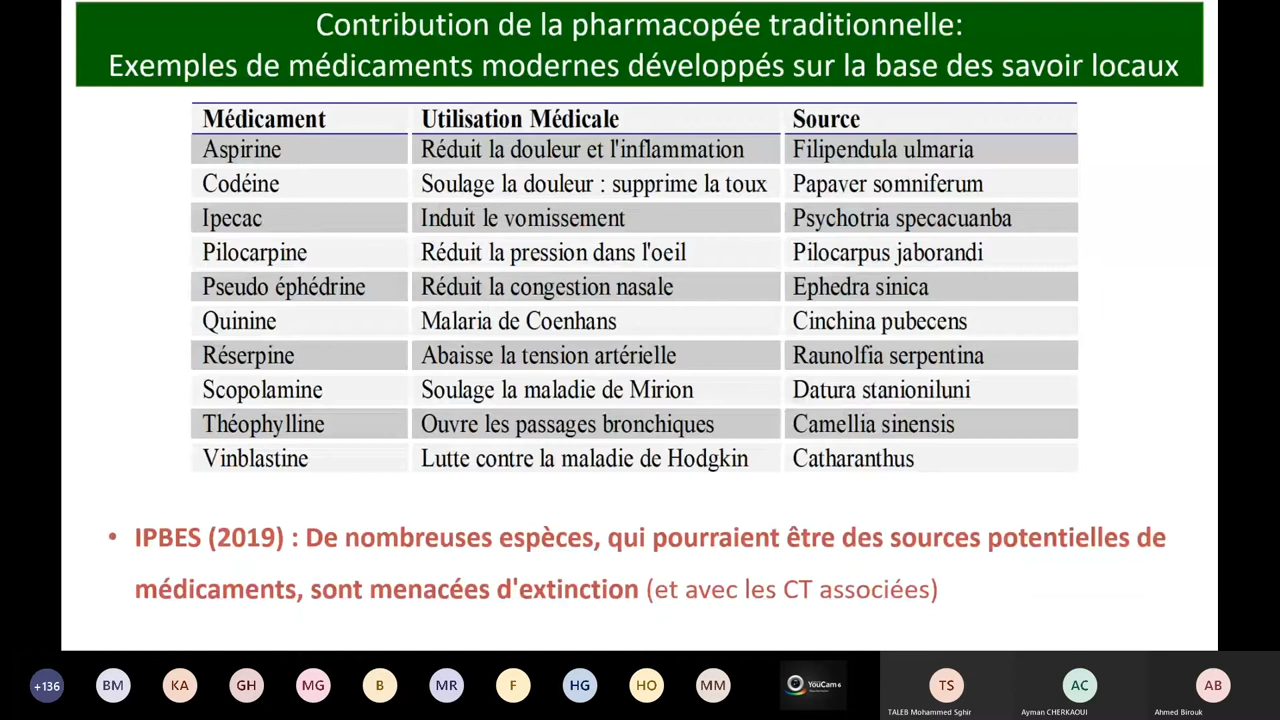 Contribution de la pharmacopée traditionnelle:
Exemples de médicaments modernes développés sur la base des savoir locaux
Médicament Utilisation Médicale Source
Aspirine Réduit la douleur et l'inflammation Filipendula ulmaria
Codéine Soulage la douleur : supprime la toux Papaver somniferum
Ipecac Induit le vomissement Psychotria specacuanba
Pilocarpine Réduit la pression dans l'oeil Pilocarpus jaborandi
Pseudo éphédrine Réduit la congestion nasale Ephedra sinica
Quinine Malaria de Coenhans Cinchina pubecens
Réserpine Abaisse la tension artérielle Raunolfia serpentina
Scopolamine Soulage la maladie de Mirion Datura stanioniluni
Théophylline Ouvre les passages bronchiques Camellia sinensis
Vinblastine Lutte contre la maladie de Hodgkin Catharanthus
• IPBES (2019) : De nombreuses espèces, qui pourraient être des sources potentielles de
médicaments, sont menacées d'extinction (et avec les CT associées)
+136 BM KA GH MG B MR F HG HO MM YouCam 6 TS AC AB
TALEB Mohammed Sghir Ayman CHERKAOUI Ahmed Birouk